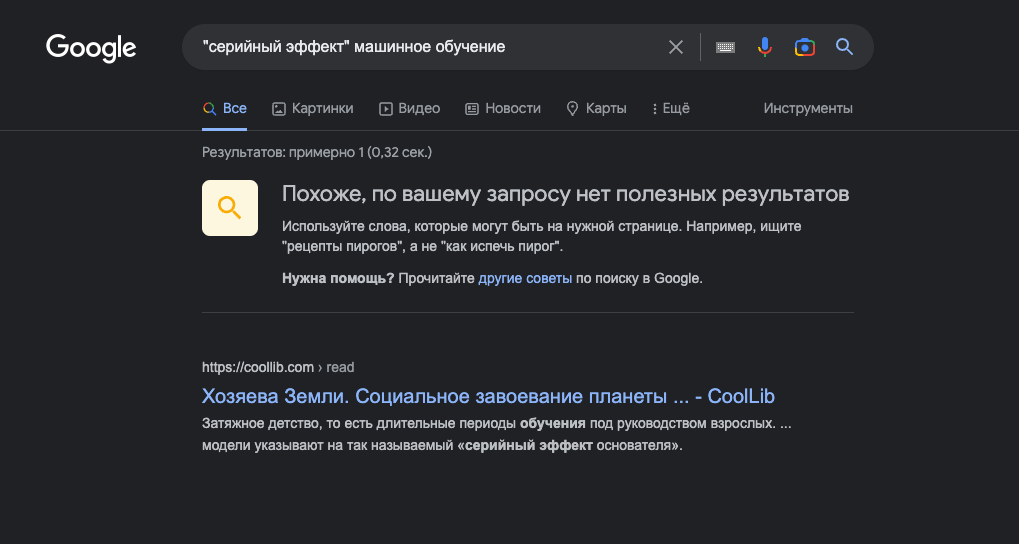 Google
"серийный эффект" машинное обучение
Все
Картинки
Видео
Новости
Карты
Ещё
Инструменты
Результатов: примерно 1 (0,32 сек.)
Похоже, по вашему запросу нет полезных результатов
Используйте слова, которые могут быть на нужной странице. Например, ищите
"рецепты пирогов", а не "как испечь пирог".
Нужна помощь? Прочитайте другие советы по поиску в Google.
https://coollib.com › read
Хозяева Земли. Социальное завоевание планеты ... - CoolLib
Затяжное детство, то есть длительные периоды обучения под руководством взрослых. ...
модели указывают на так называемый «серийный эффект основателя».